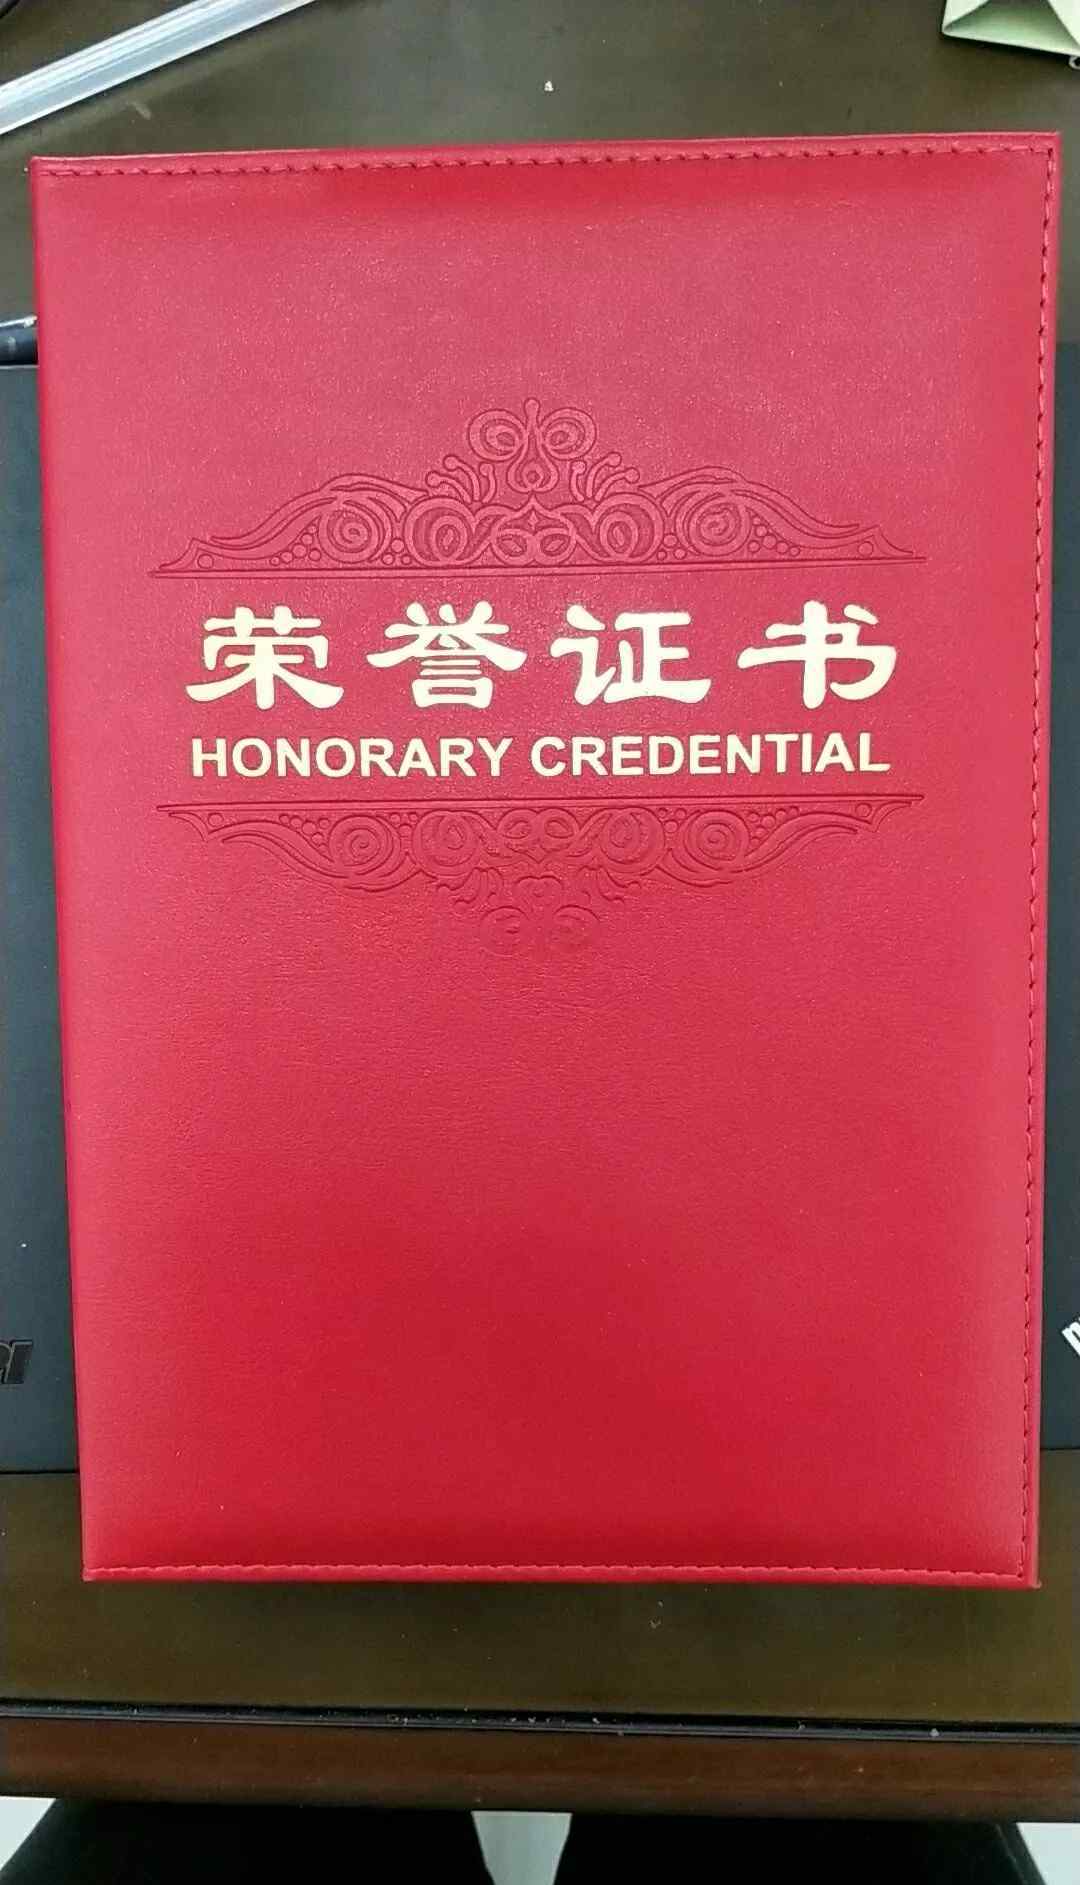 荣誉证书
HONORARY CREDENTIAL